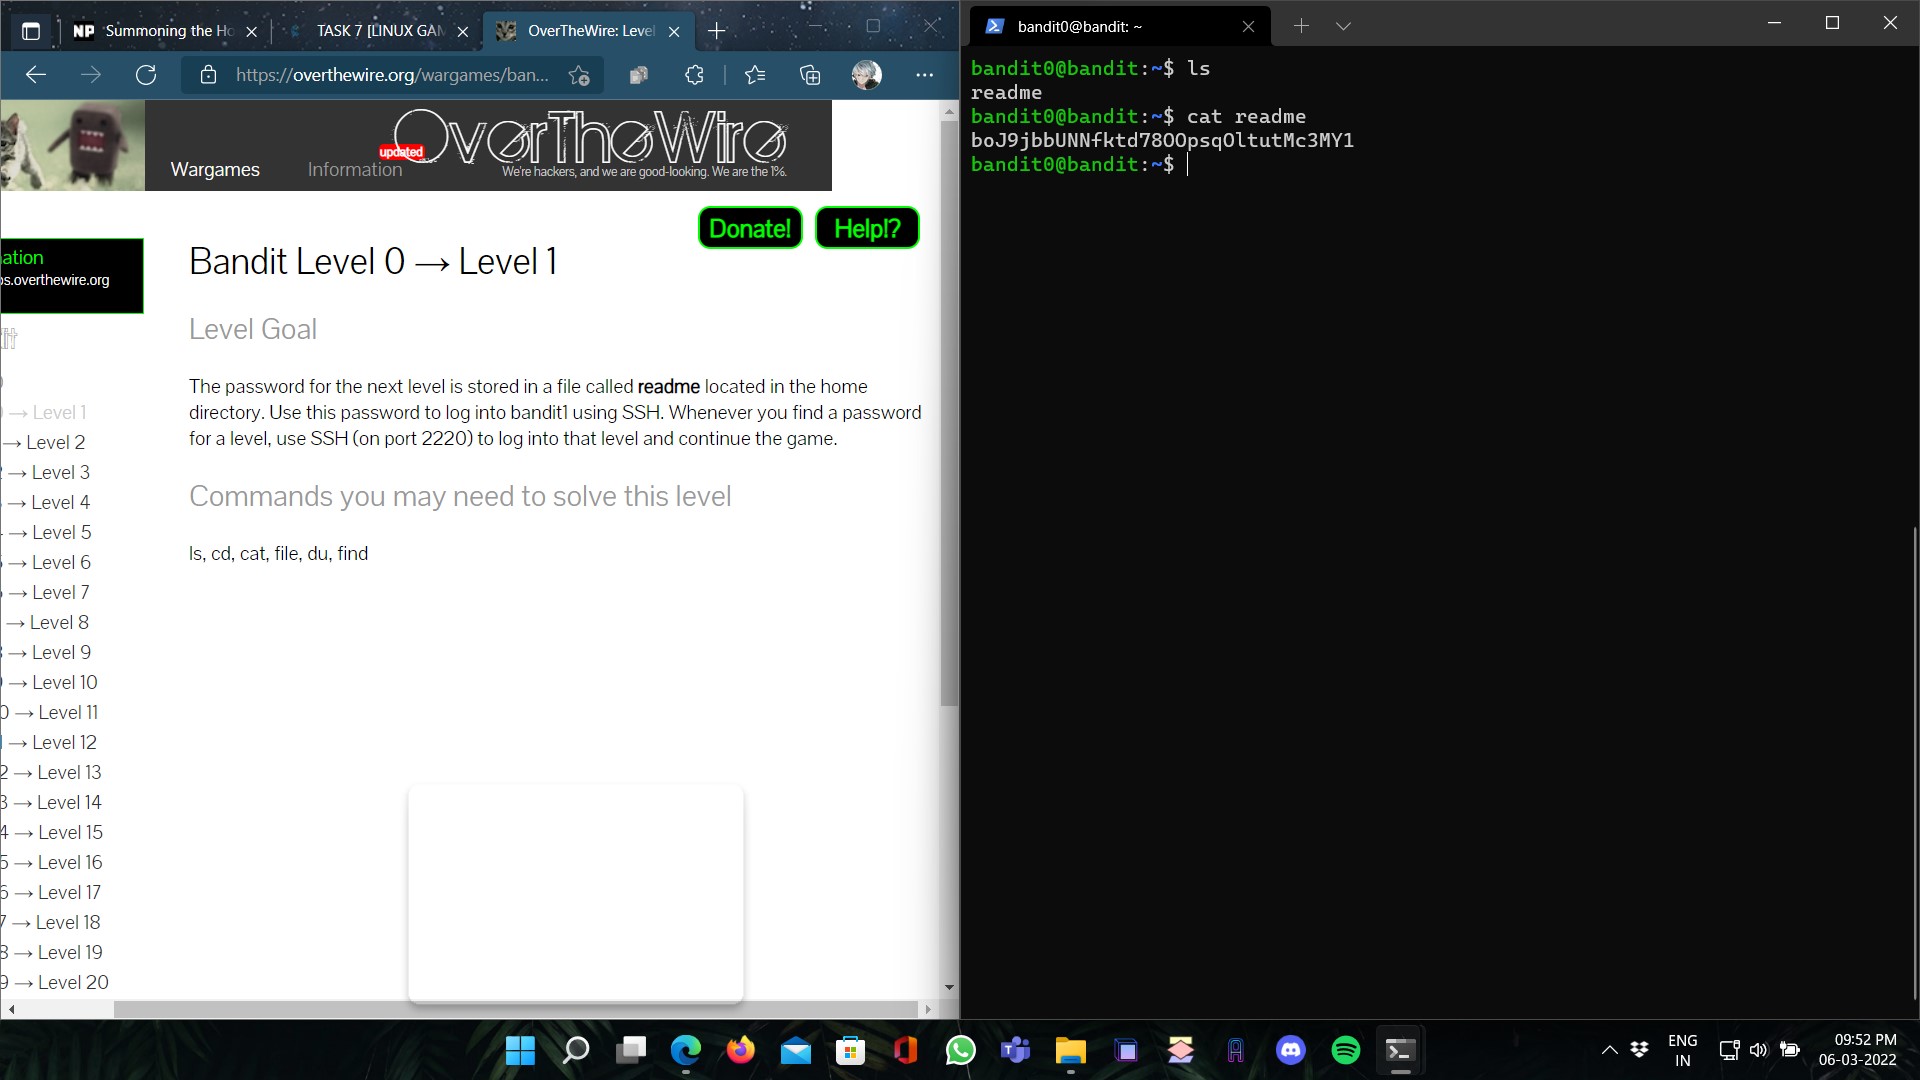 Summoning the Ho
TASK 7 [LINUX GAM
OverTheWire: Level
https://overthewire.org/wargames/ban...
OverTheWire
updated
We're hackers, and we are good-looking. We are the 1%.
Wargames
Information
Donate!
Help!?
ation
os.overthewire.org
Bandit Level 0 → Level 1
Level Goal
The password for the next level is stored in a file called readme located in the home
directory. Use this password to log into bandit1 using SSH. Whenever you find a password
for a level, use SSH (on port 2220) to log into that level and continue the game.
Commands you may need to solve this level
ls, cd, cat, file, du, find
→ Level 1
→ Level 2
→ Level 3
→ Level 4
→ Level 5
→ Level 6
→ Level 7
→ Level 8
→ Level 9
→ Level 10
0 → Level 11
→ Level 12
2 → Level 13
3 → Level 14
4 → Level 15
5 → Level 16
6 → Level 17
7 → Level 18
8 → Level 19
9 → Level 20
bandit0@bandit: ~
bandit0@bandit:~$ ls
readme
bandit0@bandit:~$ cat readme
boJ9jbbUNNfktd78OOpsqOltutMc3MY1
bandit0@bandit:~$
ENG
IN
09:52 PM
06-03-2022